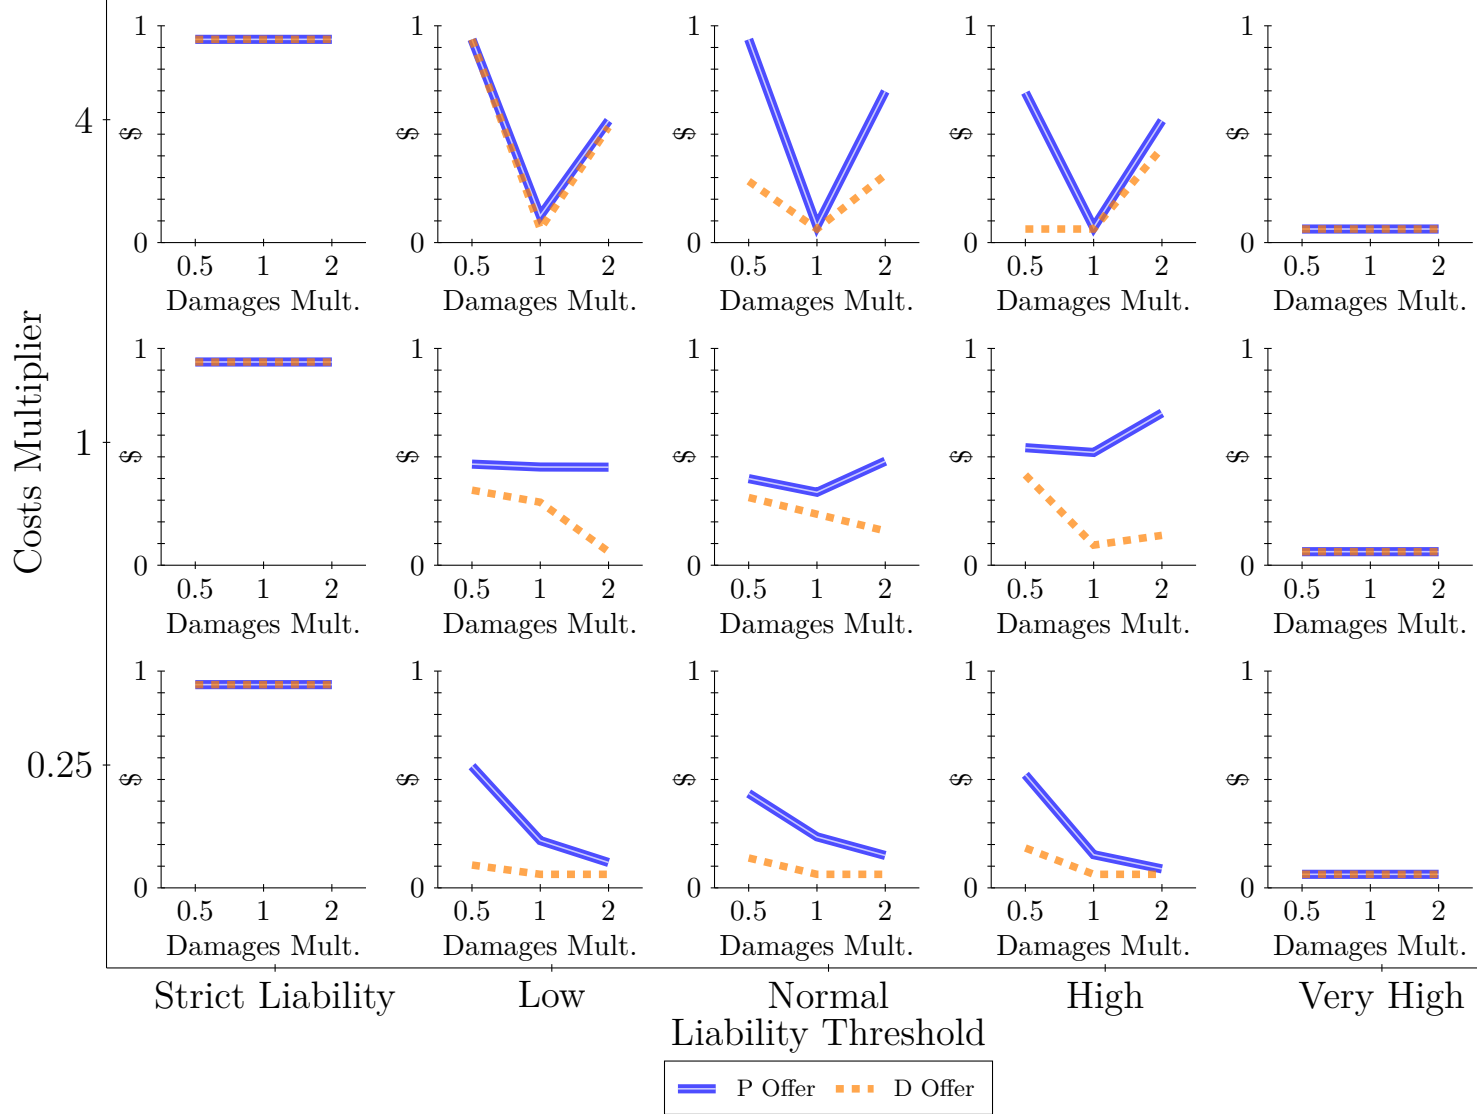 1 1 1 1 1
4
$ $ $ $ $
0 0 0 0 0
0.5 1 2 0.5 1 2 0.5 1 2 0.5 1 2 0.5 1 2
Damages Mult. Damages Mult. Damages Mult. Damages Mult. Damages Mult.
Costs Multiplier
1 1 1 1 1
1
$ $ $ $ $
0 0 0 0 0
0.5 1 2 0.5 1 2 0.5 1 2 0.5 1 2 0.5 1 2
Damages Mult. Damages Mult. Damages Mult. Damages Mult. Damages Mult.
1 1 1 1 1
0.25
$ $ $ $ $
0 0 0 0 0
0.5 1 2 0.5 1 2 0.5 1 2 0.5 1 2 0.5 1 2
Damages Mult. Damages Mult. Damages Mult. Damages Mult. Damages Mult.
Strict Liability Low Normal High Very High
Liability Threshold
P Offer D Offer